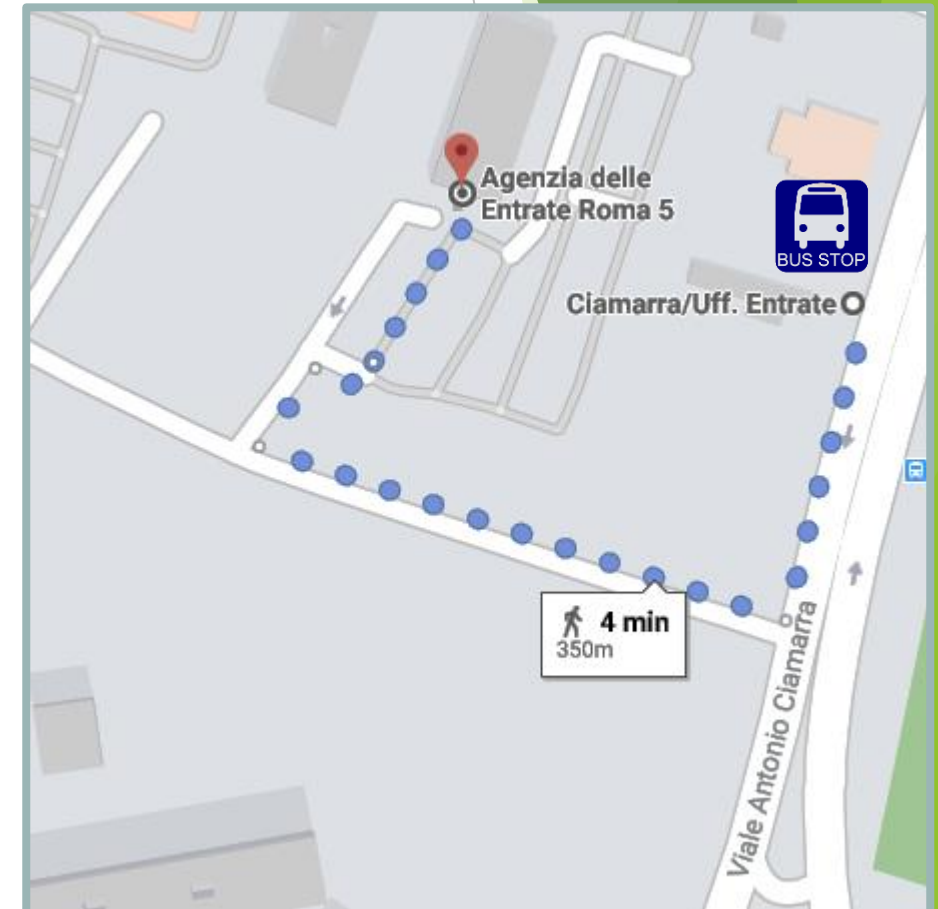 Agenzia delle
Entrate Roma 5
BUS STOP
Ciamarra/Uff. Entrate
4 min
350m
Viale Antonio Ciamarra